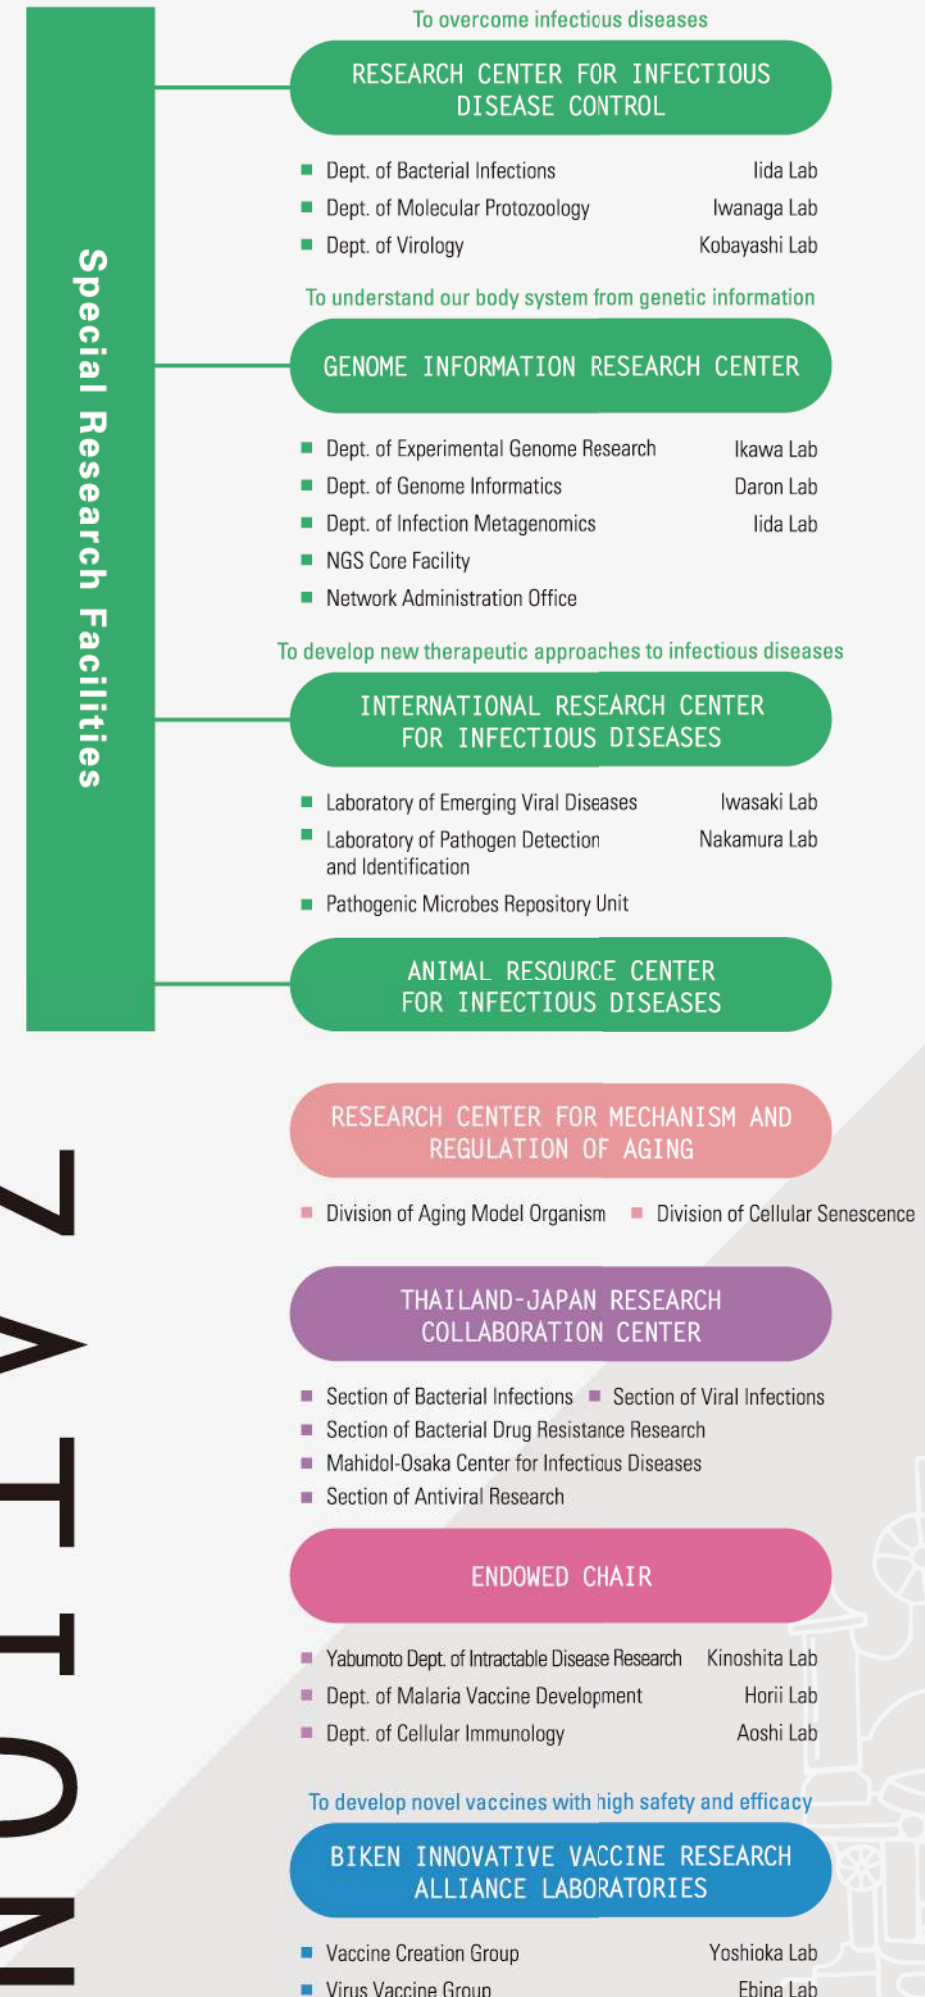 To overcome infectious diseases
RESEARCH CENTER FOR INFECTIOUS
DISEASE CONTROL
Dept. of Bacterial Infections Iida Lab
Dept. of Molecular Protozoology Iwanaga Lab
Dept. of Virology Kobayashi Lab
Special Research Facilities
To understand our body system from genetic information
GENOME INFORMATION RESEARCH CENTER
Dept. of Experimental Genome Research Ikawa Lab
Dept. of Genome Informatics Daron Lab
Dept. of Infection Metagenomics Iida Lab
NGS Core Facility
Network Administration Office
To develop new therapeutic approaches to infectious diseases
INTERNATIONAL RESEARCH CENTER
FOR INFECTIOUS DISEASES
Laboratory of Emerging Viral Diseases Iwasaki Lab
Laboratory of Pathogen Detection Nakamura Lab
and Identification
Pathogenic Microbes Repository Unit
ANIMAL RESOURCE CENTER
FOR INFECTIOUS DISEASES
RESEARCH CENTER FOR MECHANISM AND
REGULATION OF AGING
Division of Aging Model Organism Division of Cellular Senescence
THAILAND-JAPAN RESEARCH
COLLABORATION CENTER
Section of Bacterial Infections Section of Viral Infections
Section of Bacterial Drug Resistance Research
Mahidol-Osaka Center for Infectious Diseases
Section of Antiviral Research
ENDOWED CHAIR
Yabumoto Dept. of Intractable Disease Research Kinoshita Lab
Dept. of Malaria Vaccine Development Horii Lab
Dept. of Cellular Immunology Aoshi Lab
To develop novel vaccines with high safety and efficacy
BIKEN INNOVATIVE VACCINE RESEARCH
ALLIANCE LABORATORIES
Vaccine Creation Group Yoshioka Lab
Virus Vaccine Group Ebina Lab